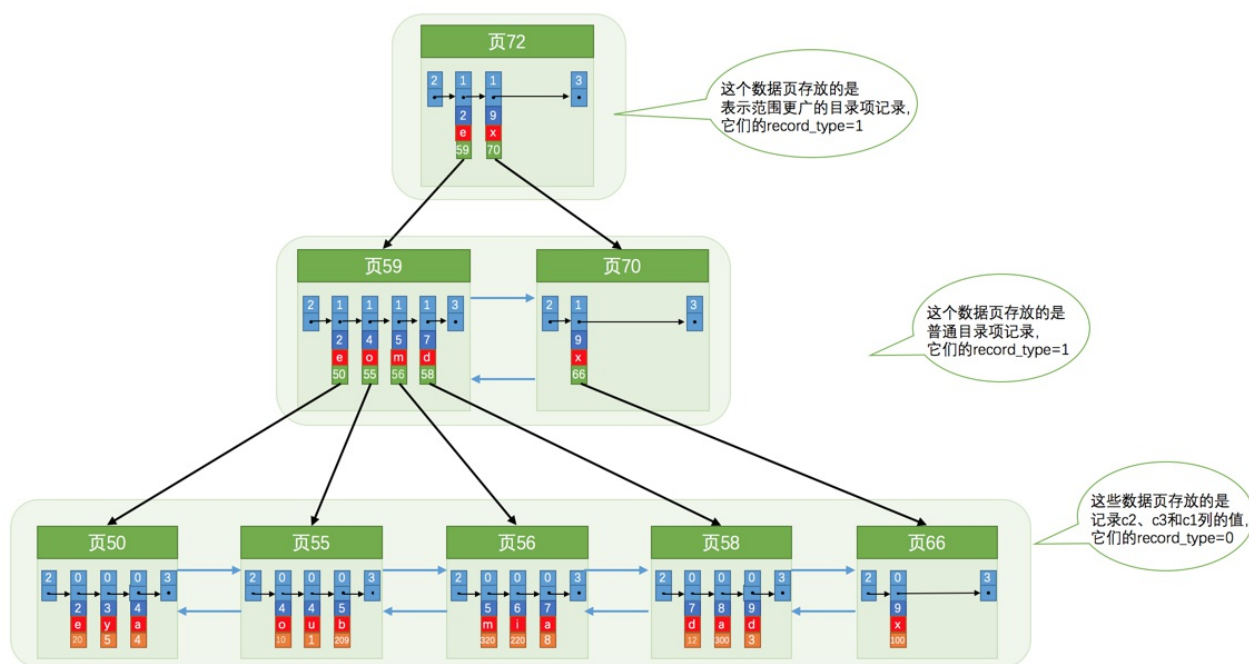 页72
2 1 1 3
2 9
e x
59 70
这个数据页存放的是
表示范围更广的目录项记录,
它们的record_type=1
页59
2 1 1 1 1 3
2 4 5 7
e o m d
50 55 56 58
页70
2 1 3
9
x
66
这个数据页存放的是
普通目录项记录,
它们的record_type=1
这些数据页存放的是
记录c2、c3和c1列的值,
它们的record_type=0
页50
2 0 0 0 3
2 3 4
e y a
20 5 4
页55
2 0 0 0 3
4 4 5
o u b
10 1 209
页56
2 0 0 0 3
5 6 7
m i a
320 220 8
页58
2 0 0 0 3
7 8 9
d a d
12 300 3
页66
2 0 3
9
x
100